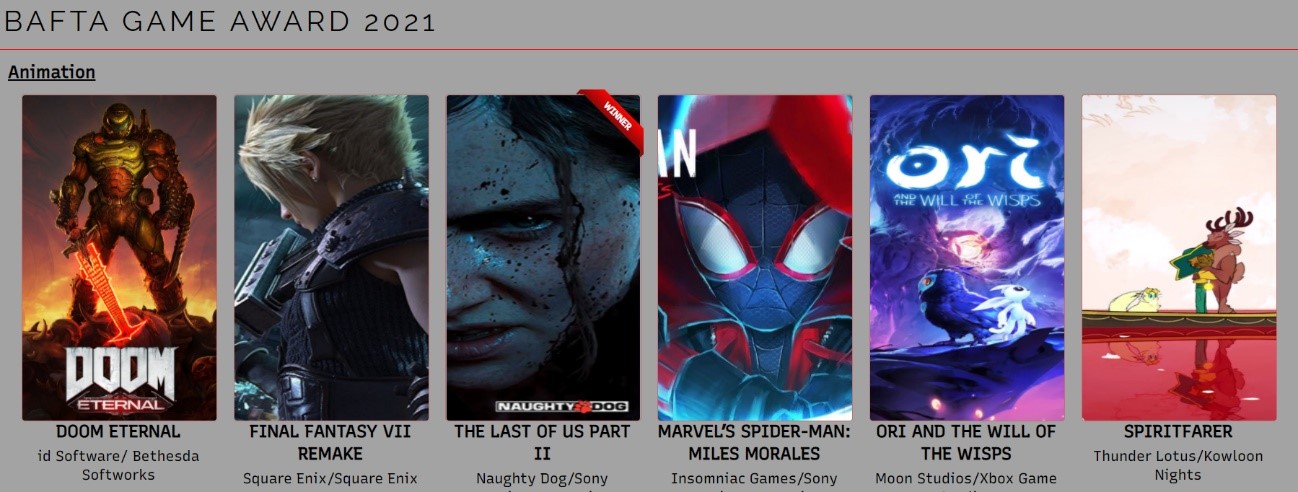 BAFTA GAME AWARD 2021
Animation
WINNER
AN
DOOM
ETERNAL
NAUGHTY DOG
ori
AND THE WILL OF THE WISPS
DOOM ETERNAL
id Software/ Bethesda
Softworks
FINAL FANTASY VII
REMAKE
Square Enix/Square Enix
THE LAST OF US PART
II
Naughty Dog/Sony
MARVEL'S SPIDER-MAN:
MILES MORALES
Insomniac Games/Sony
ORI AND THE WILL OF
THE WISPS
Moon Studios/Xbox Game
SPIRITFARER
Thunder Lotus/Kowloon
Nights